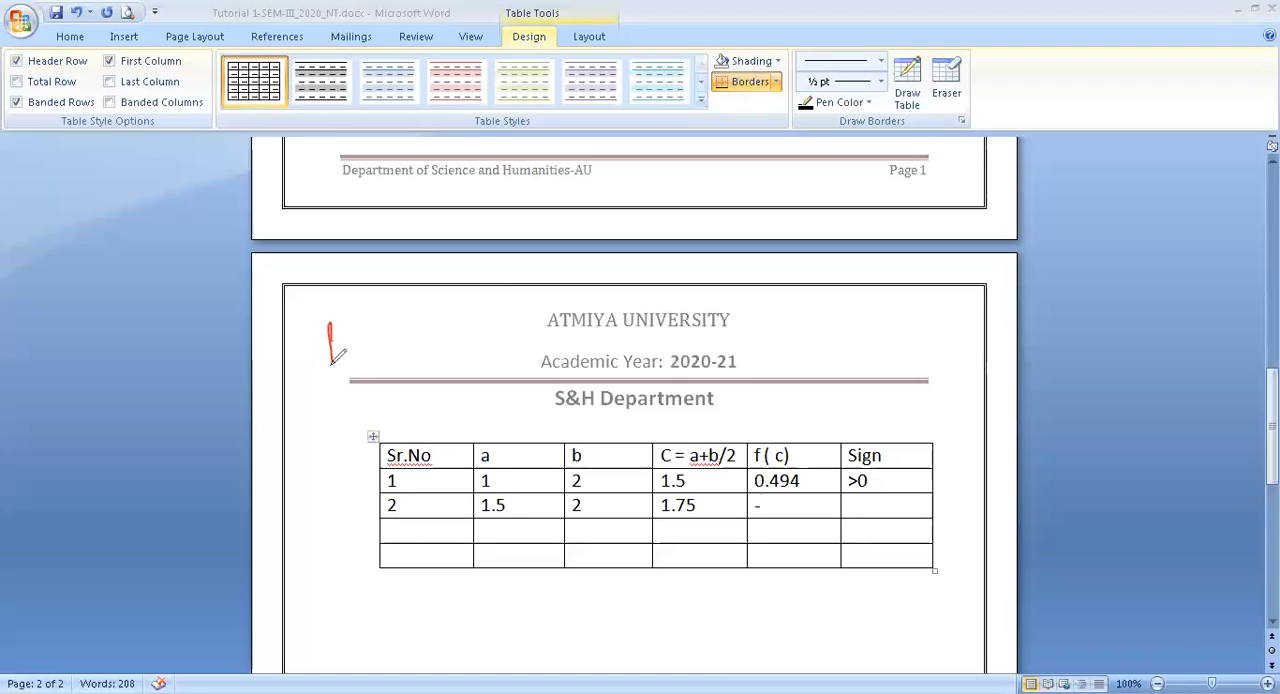 Tutorial 1-SEM-III_2020_NT.docx - Microsoft Word
Table Tools
Home Insert Page Layout References Mailings Review View Design Layout
Header Row First Column
Total Row Last Column
Banded Rows Banded Columns
Table Style Options
Table Styles
Shading
Borders
½ pt
Pen Color
Draw Table
Eraser
Draw Borders
Department of Science and Humanities-AU Page 1
ATMIYA UNIVERSITY
Academic Year: 2020-21
S&H Department
Sr.No a b C = a+b/2 f ( c) Sign
1 1 2 1.5 0.494 >0
2 1.5 2 1.75 -
Page: 2 of 2 Words: 208 100%